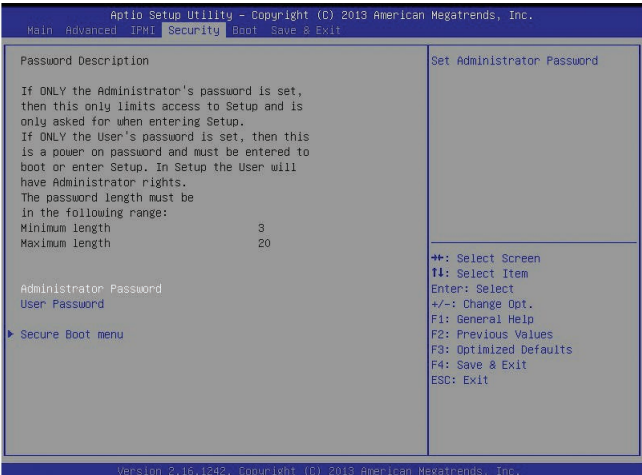 Aptio Setup Utility – Copyright (C) 2013 American Megatrends, Inc.
Main Advanced IPMI Security Boot Save & Exit
Password Description
If ONLY the Administrator's password is set,
then this only limits access to Setup and is
only asked for when entering Setup.
If ONLY the User's password is set, then this
is a power on password and must be entered to
boot or enter Setup. In Setup the User will
have Administrator rights.
The password length must be
in the following range:
Minimum length 3
Maximum length 20
Administrator Password
User Password
Secure Boot menu
Set Administrator Password
→←: Select Screen
↑↓: Select Item
Enter: Select
+/-: Change Opt.
F1: General Help
F2: Previous Values
F3: Optimized Defaults
F4: Save & Exit
ESC: Exit
Version 2.16.1242. Copyright (C) 2013 American Megatrends, Inc.